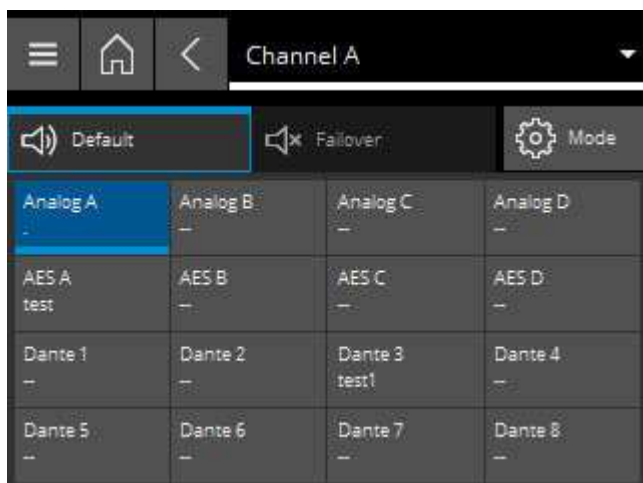 Channel A
Default
Failover
Mode
Analog A
.
Analog B
--
Analog C
--
Analog D
--
AES A
test
AES B
--
AES C
--
AES D
--
Dante 1
--
Dante 2
--
Dante 3
test1
Dante 4
--
Dante 5
--
Dante 6
--
Dante 7
--
Dante 8
--